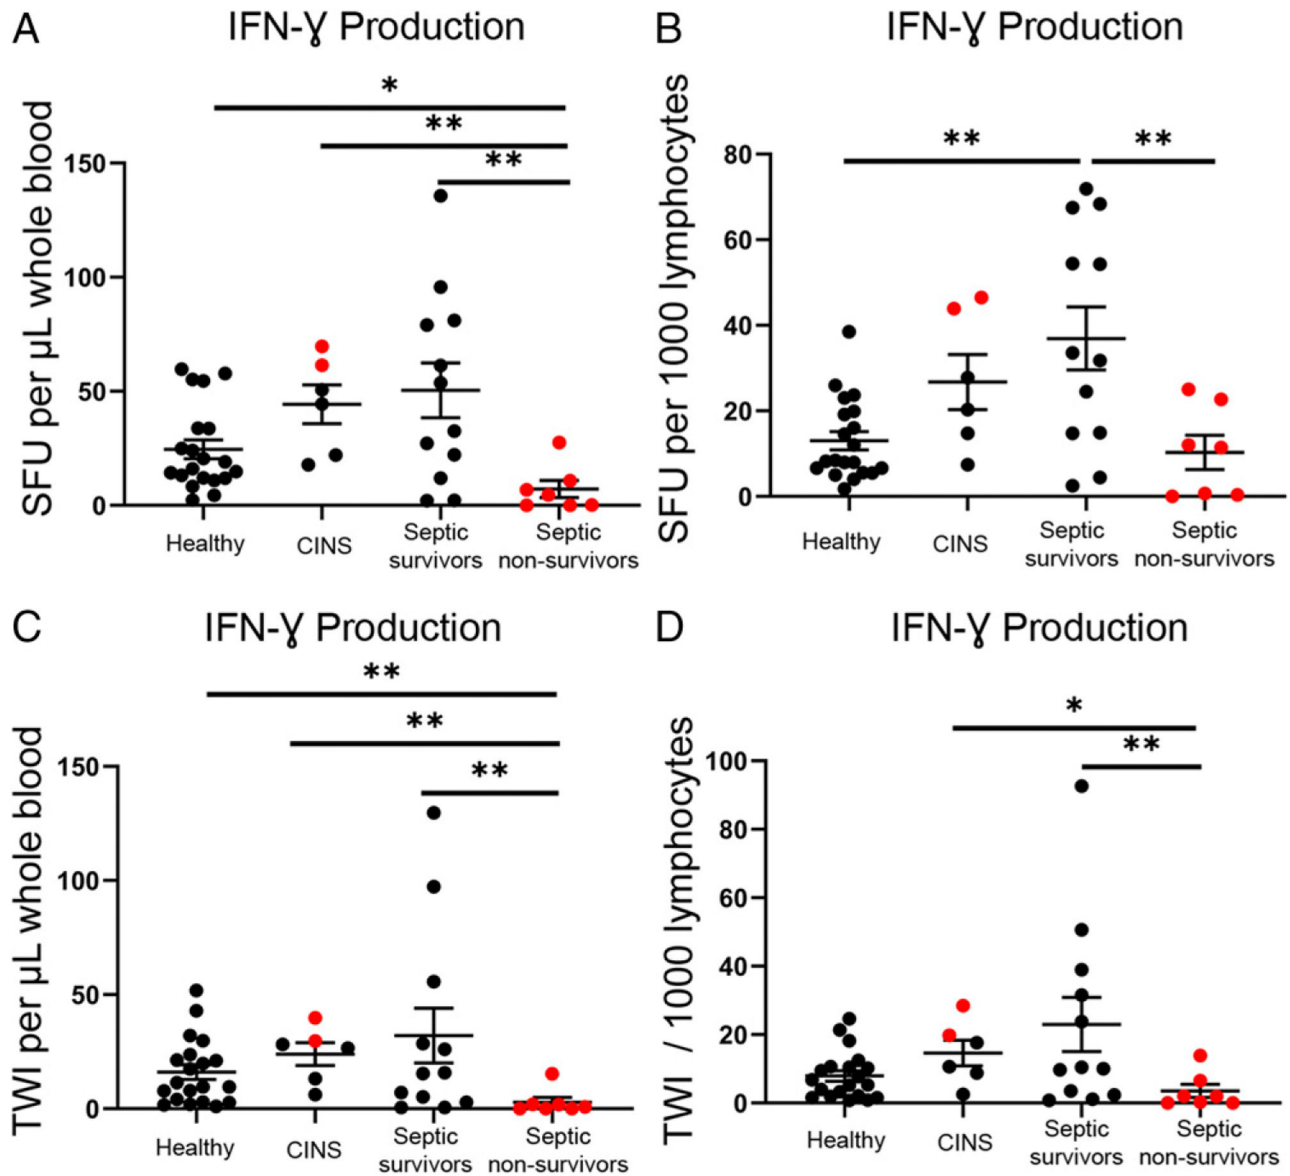 A
IFN-Ɣ Production
SFU per µL whole blood
*
**
**
150
100
50
0
Healthy
CINS
Septic
survivors
Septic
non-survivors
B
IFN-Ɣ Production
SFU per 1000 lymphocytes
**
**
80
60
40
20
0
Healthy
CINS
Septic
survivors
Septic
non-survivors
C
IFN-Ɣ Production
TWI per µL whole blood
**
**
**
150
100
50
0
Healthy
CINS
Septic
survivors
Septic
non-survivors
D
IFN-Ɣ Production
TWI / 1000 lymphocytes
*
**
100
80
60
40
20
0
Healthy
CINS
Septic
survivors
Septic
non-survivors